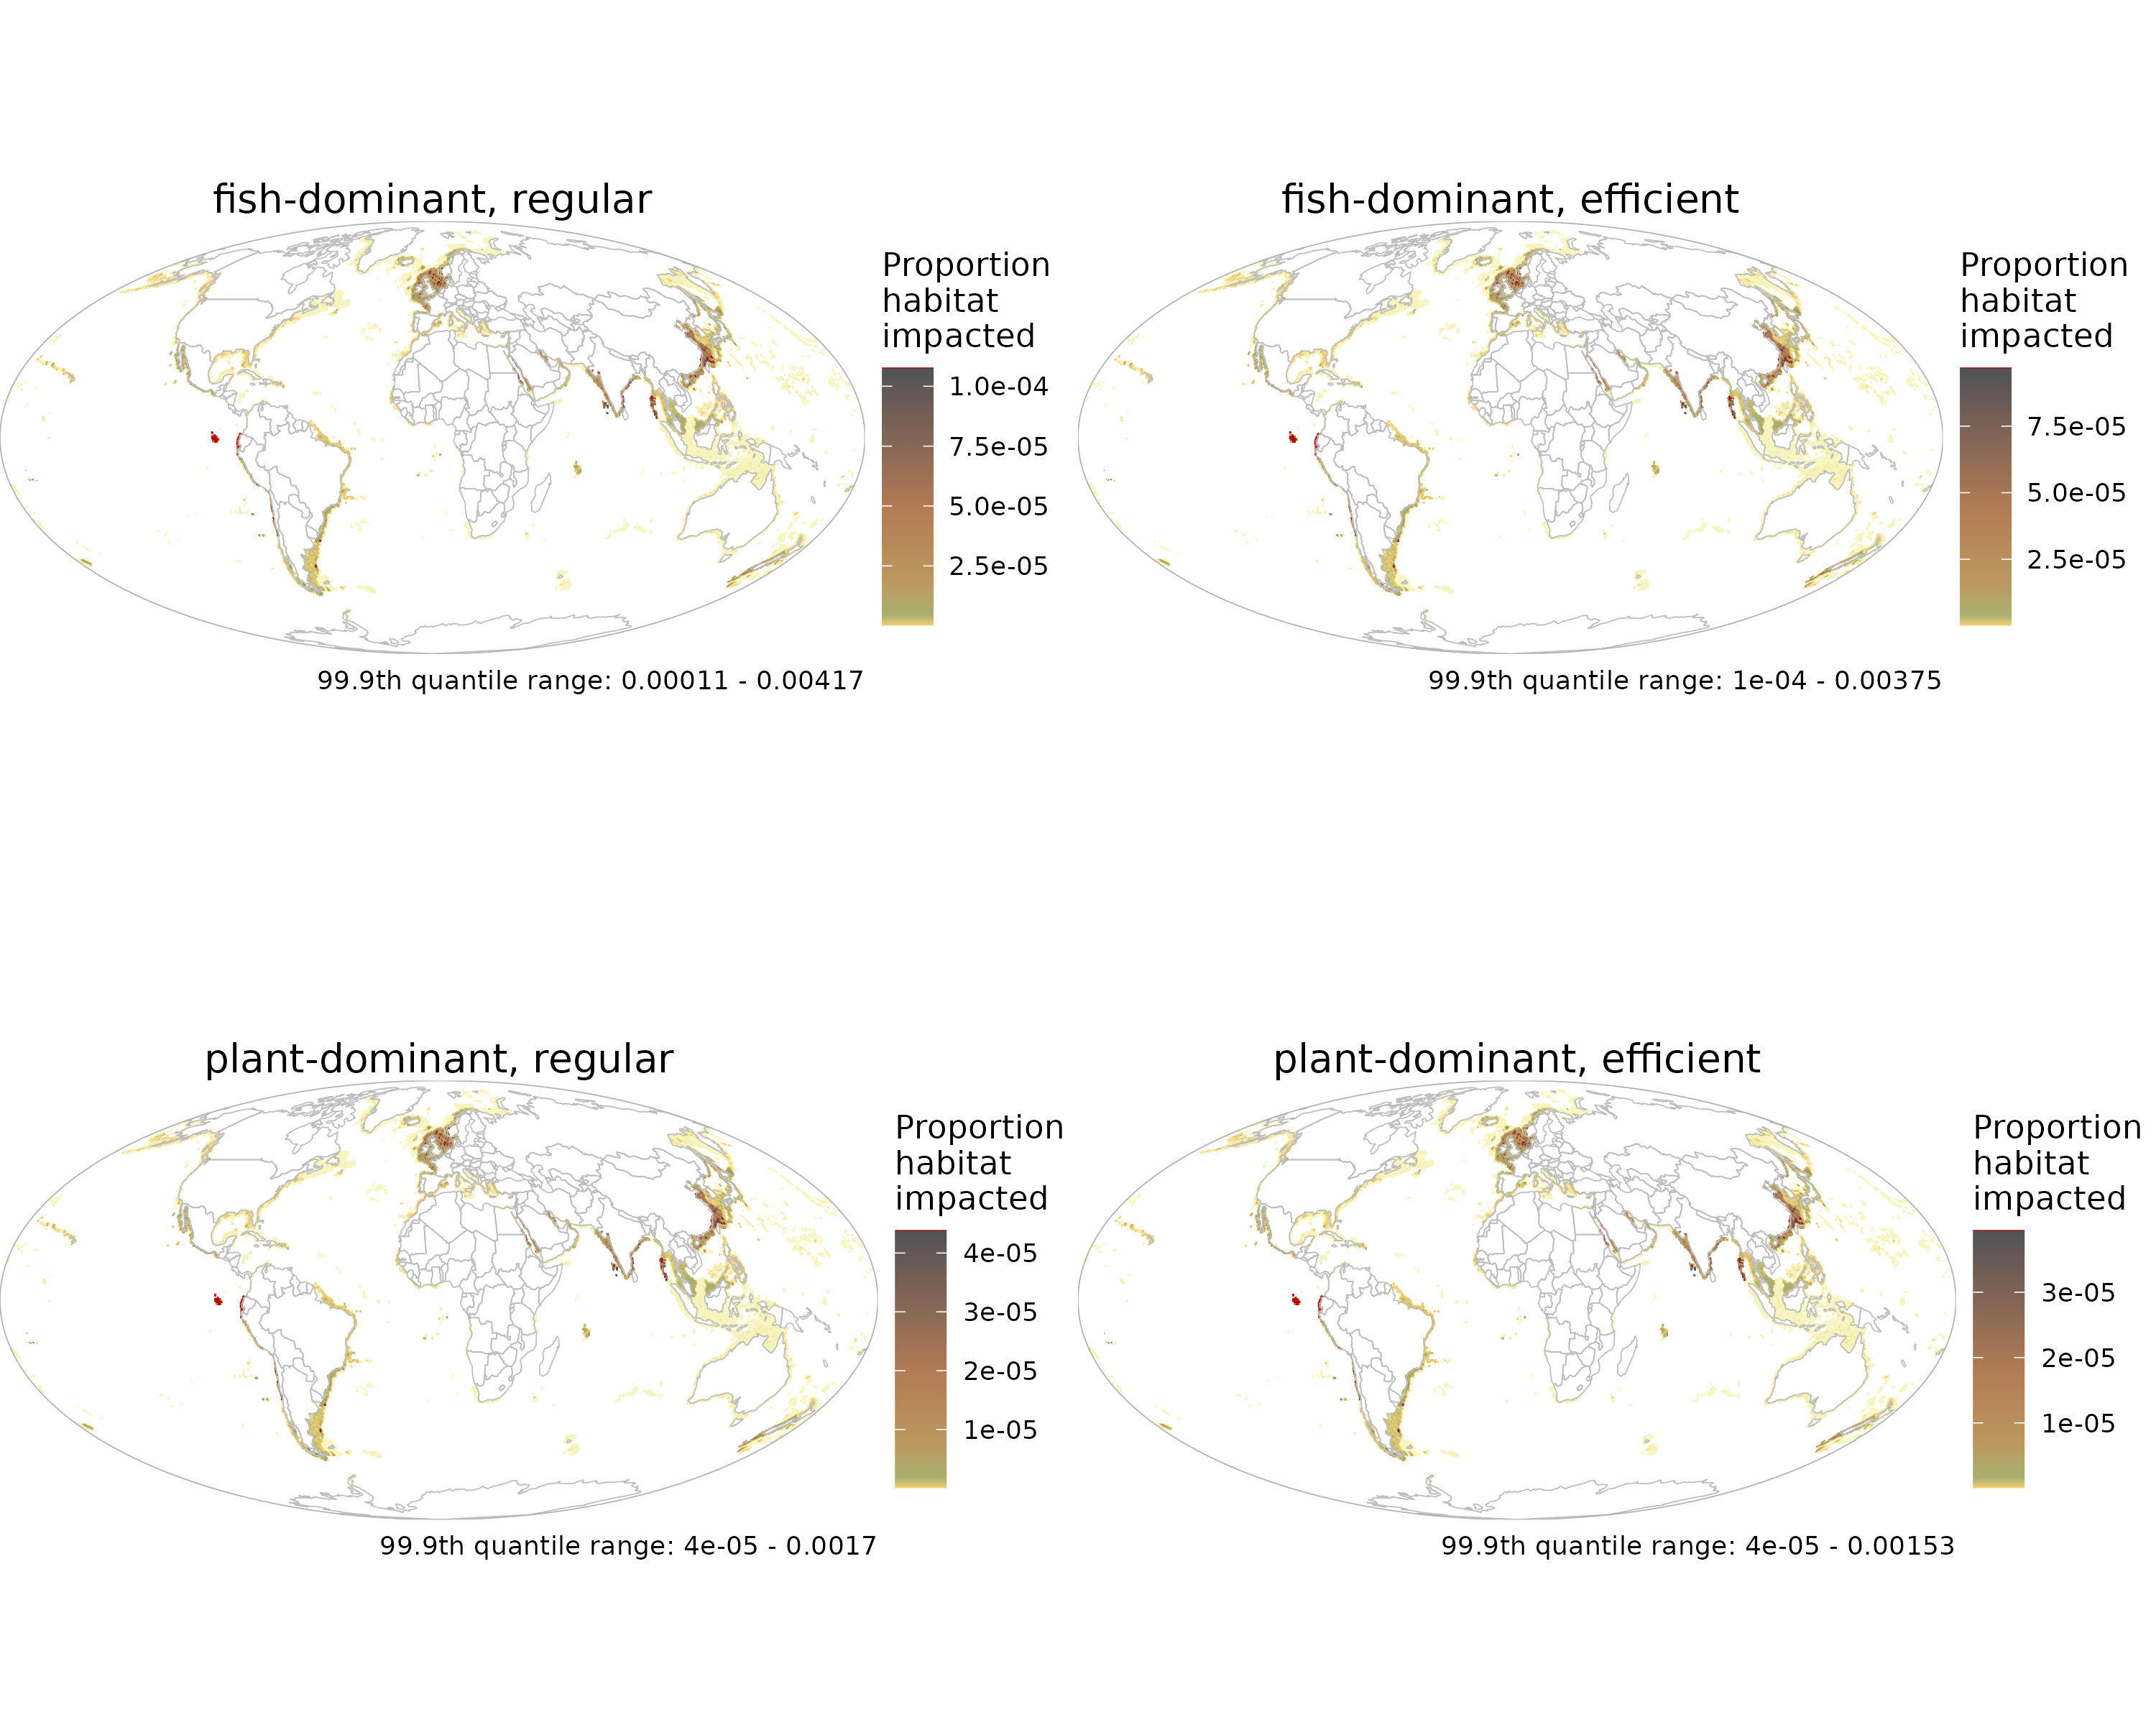 fish-dominant, regular
Proportion
habitat
impacted
1.0e-04
7.5e-05
5.0e-05
2.5e-05
99.9th quantile range: 0.00011 - 0.00417
fish-dominant, efficient
Proportion
habitat
impacted
7.5e-05
5.0e-05
2.5e-05
99.9th quantile range: 1e-04 - 0.00375
plant-dominant, regular
Proportion
habitat
impacted
4e-05
3e-05
2e-05
1e-05
99.9th quantile range: 4e-05 - 0.0017
plant-dominant, efficient
Proportion
habitat
impacted
3e-05
2e-05
1e-05
99.9th quantile range: 4e-05 - 0.00153